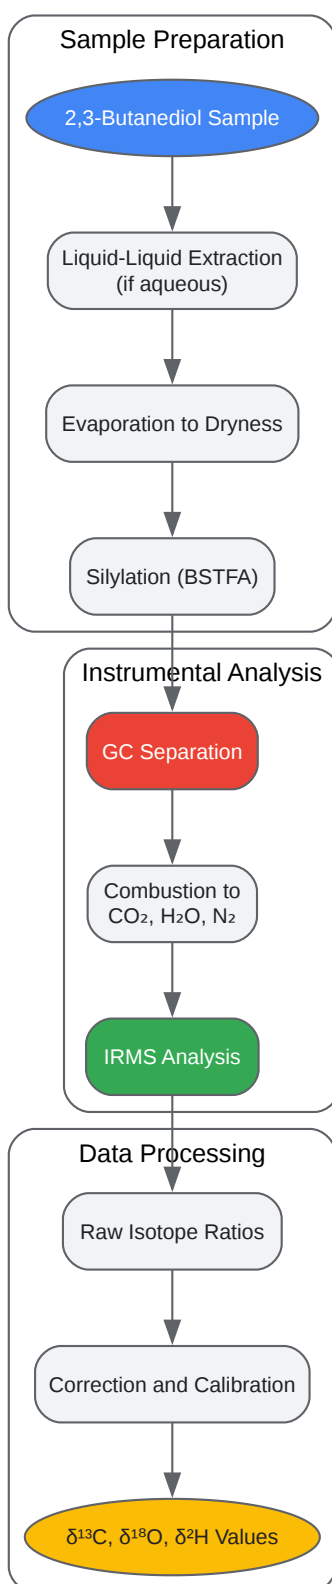 Sample Preparation
2,3-Butanediol Sample
Liquid-Liquid Extraction
(if aqueous)
Evaporation to Dryness
Silylation (BSTFA)
Instrumental Analysis
GC Separation
Combustion to
CO₂, H₂O, N₂
IRMS Analysis
Data Processing
Raw Isotope Ratios
Correction and Calibration
δ¹³C, δ¹⁸O, δ²H Values